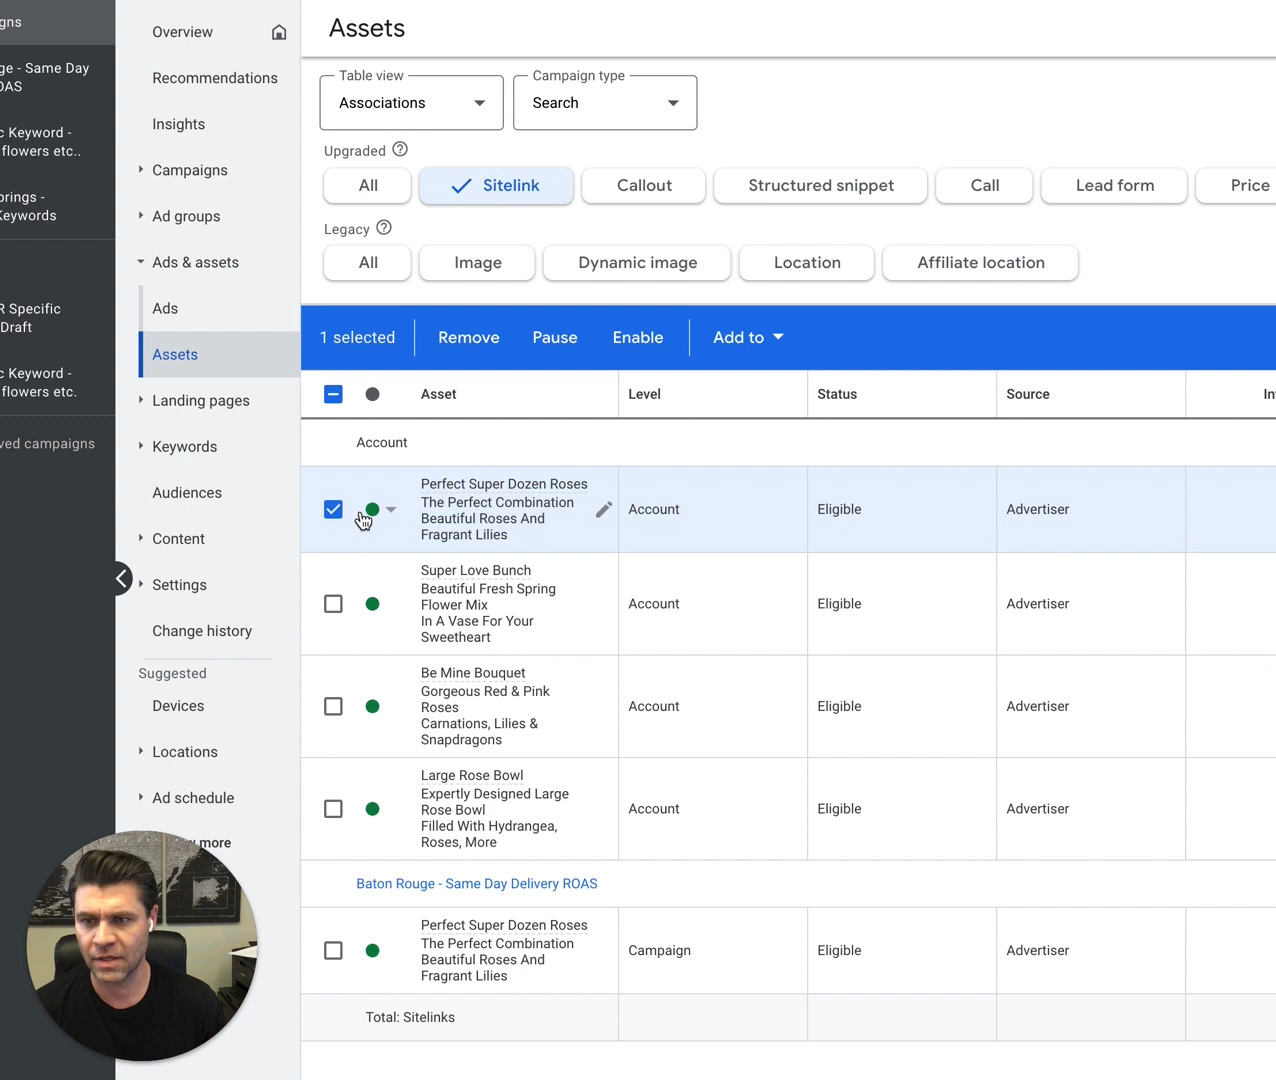 gns
ge - Same Day
OAS
c Keyword -
flowers etc..
prings -
Keywords
R Specific
Draft
c Keyword -
flowers etc.
ved campaigns
Overview
Recommendations
Insights
Campaigns
Ad groups
Ads & assets
Ads
Assets
Landing pages
Keywords
Audiences
Content
Settings
Change history
Suggested
Devices
Locations
Ad schedule
more
Assets
Table view
Associations
Campaign type
Search
Upgraded
All
Sitelink
Callout
Structured snippet
Call
Lead form
Price
Legacy
All
Image
Dynamic image
Location
Affiliate location
1 selected
Remove
Pause
Enable
Add to
Asset
Level
Status
Source
Account
Perfect Super Dozen Roses
The Perfect Combination
Beautiful Roses And
Fragrant Lilies
Account
Eligible
Advertiser
Super Love Bunch
Beautiful Fresh Spring
Flower Mix
In A Vase For Your
Sweetheart
Account
Eligible
Advertiser
Be Mine Bouquet
Gorgeous Red & Pink
Roses
Carnations, Lilies &
Snapdragons
Account
Eligible
Advertiser
Large Rose Bowl
Expertly Designed Large
Rose Bowl
Filled With Hydrangea,
Roses, More
Account
Eligible
Advertiser
Baton Rouge - Same Day Delivery ROAS
Perfect Super Dozen Roses
The Perfect Combination
Beautiful Roses And
Fragrant Lilies
Campaign
Eligible
Advertiser
Total: Sitelinks